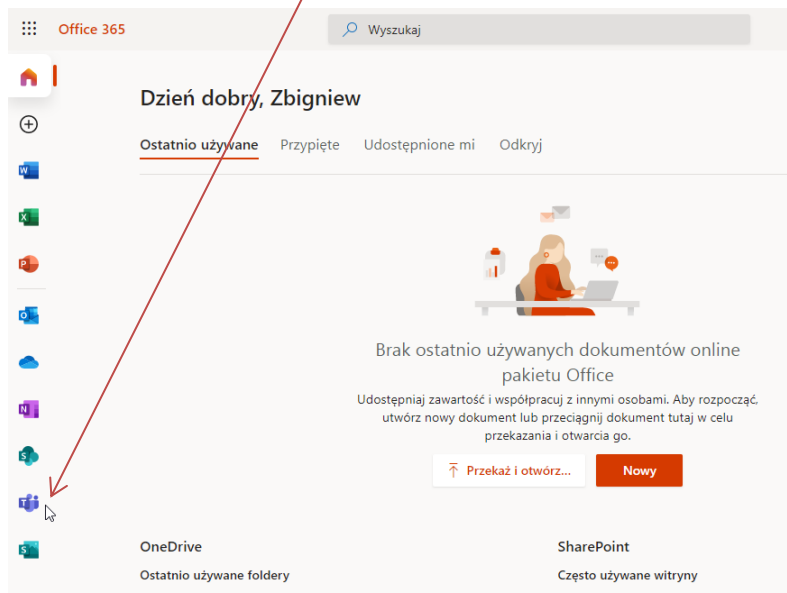 Office 365
Wyszukaj
Dzień dobry, Zbigniew
Ostatnio używane Przypięte Udostępnione mi Odkryj
W
X
P
Brak ostatnio używanych dokumentów online
pakietu Office
O
Udostępniaj zawartość i współpracuj z innymi osobami. Aby rozpocząć,
utwórz nowy dokument lub przeciągnij dokument tutaj w celu
przekazania i otwarcia go.
N
S
Przekaż i otwórz... Nowy
T
S
OneDrive SharePoint
Ostatnio używane foldery Często używane witryny